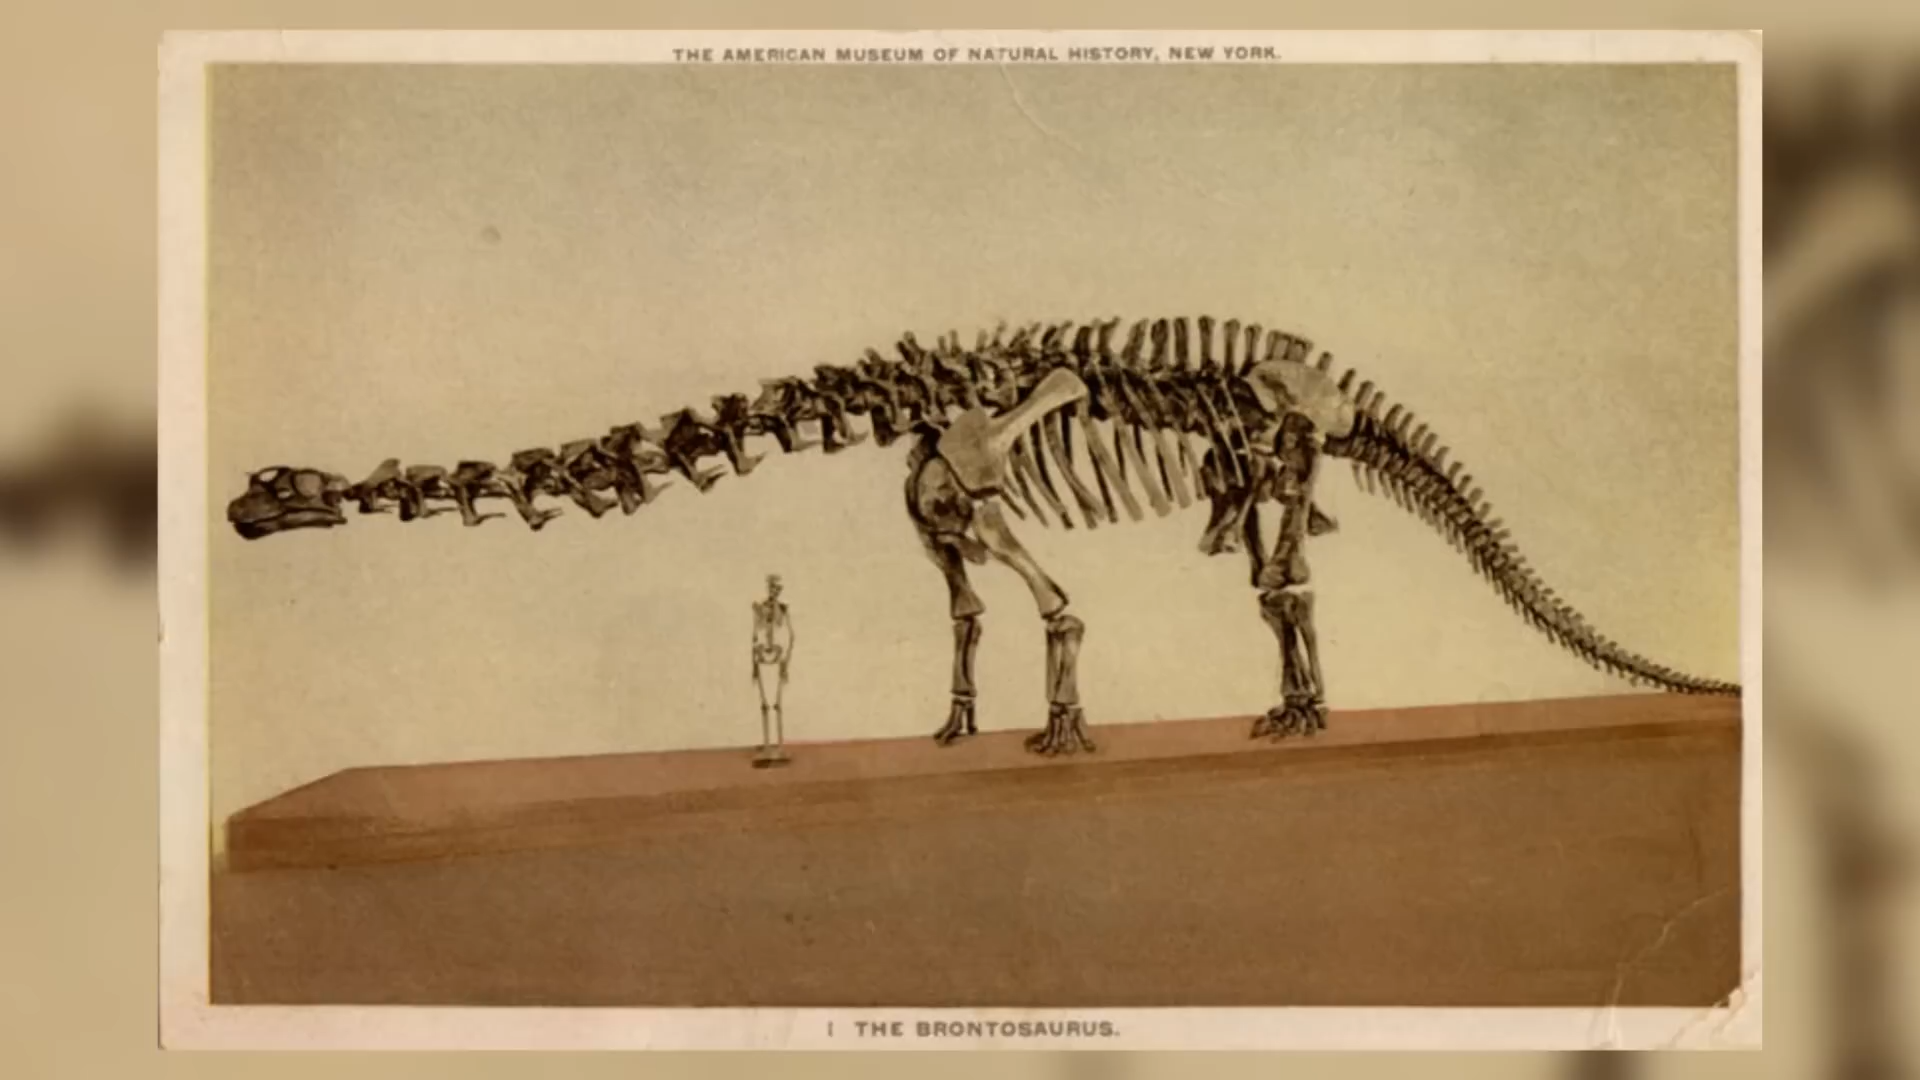 THE AMERICAN MUSEUM OF NATURAL HISTORY, NEW YORK.
1 THE BRONTOSAURUS.